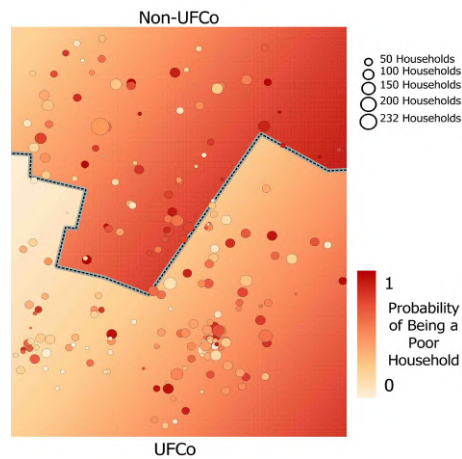 Non-UFCo
50 Households
100 Households
150 Households
200 Households
232 Households
1
Probability
of Being a
Poor
Household
0
UFCo